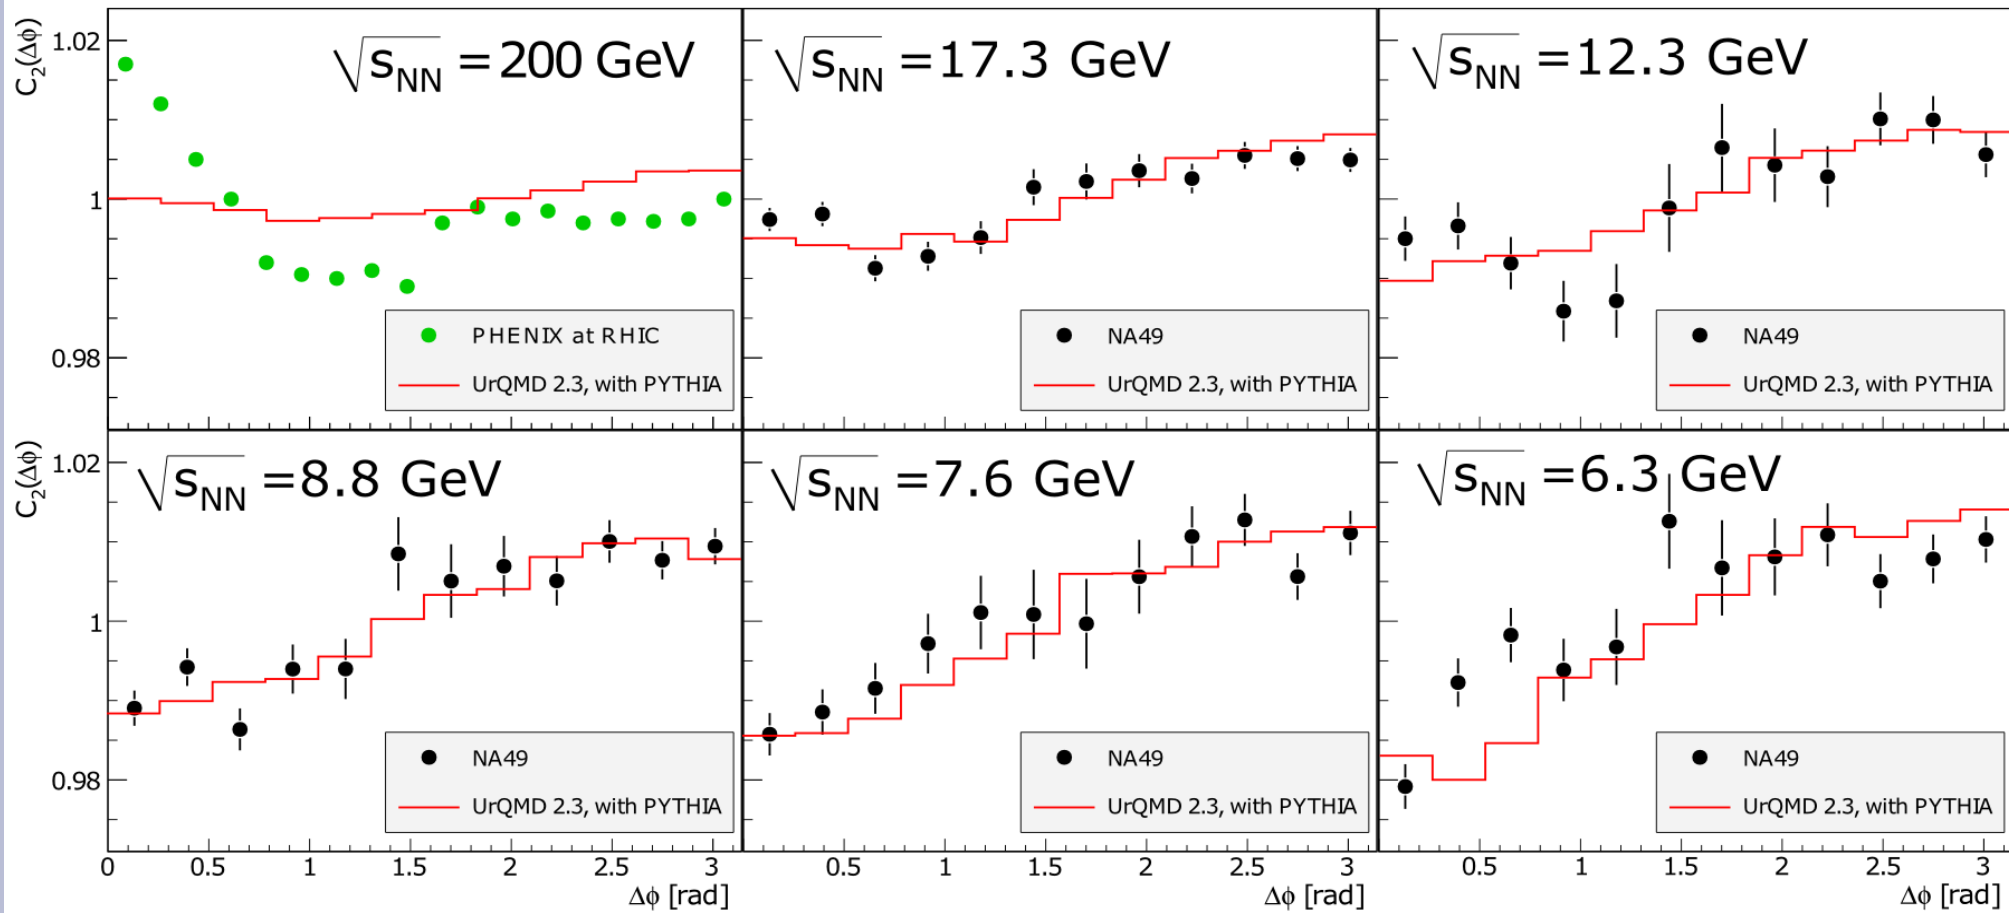 C₂(Δϕ)
1.02
1
0.98
√sNN =200 GeV
PHENIX at RHIC
UrQMD 2.3, with PYTHIA
√sNN =17.3 GeV
NA49
UrQMD 2.3, with PYTHIA
√sNN =12.3 GeV
NA49
UrQMD 2.3, with PYTHIA
C₂(Δϕ)
1.02
1
0.98
√sNN =8.8 GeV
NA49
UrQMD 2.3, with PYTHIA
√sNN =7.6 GeV
NA49
UrQMD 2.3, with PYTHIA
√sNN =6.3 GeV
NA49
UrQMD 2.3, with PYTHIA
0 0.5 1 1.5 2 2.5 3
0.5 1 1.5 2 2.5 3
0.5 1 1.5 2 2.5 3
Δϕ [rad]
Δϕ [rad]
Δϕ [rad]